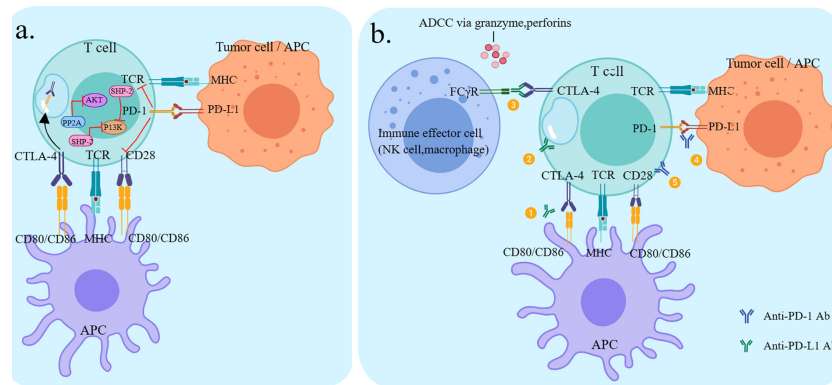 a.
T cell
Tumor cell / APC
TCR
MHC
SHP-2
AKT
PD-1
PD-L1
PP2A
P13K
SHP-2
CTLA-4
TCR
CD28
CD80/CD86
MHC
CD80/CD86
APC
b.
ADCC via granzyme,perforins
T cell
Tumor cell / APC
FCγR
CTLA-4
TCR
MHC
3
Immune effector cell
(NK cell,macrophage)
PD-1
PD-L1
2
4
CTLA-4
TCR
CD28
5
1
CD80/CD86
MHC
CD80/CD86
APC
Anti-PD-1 Ab
Anti-PD-L1 A